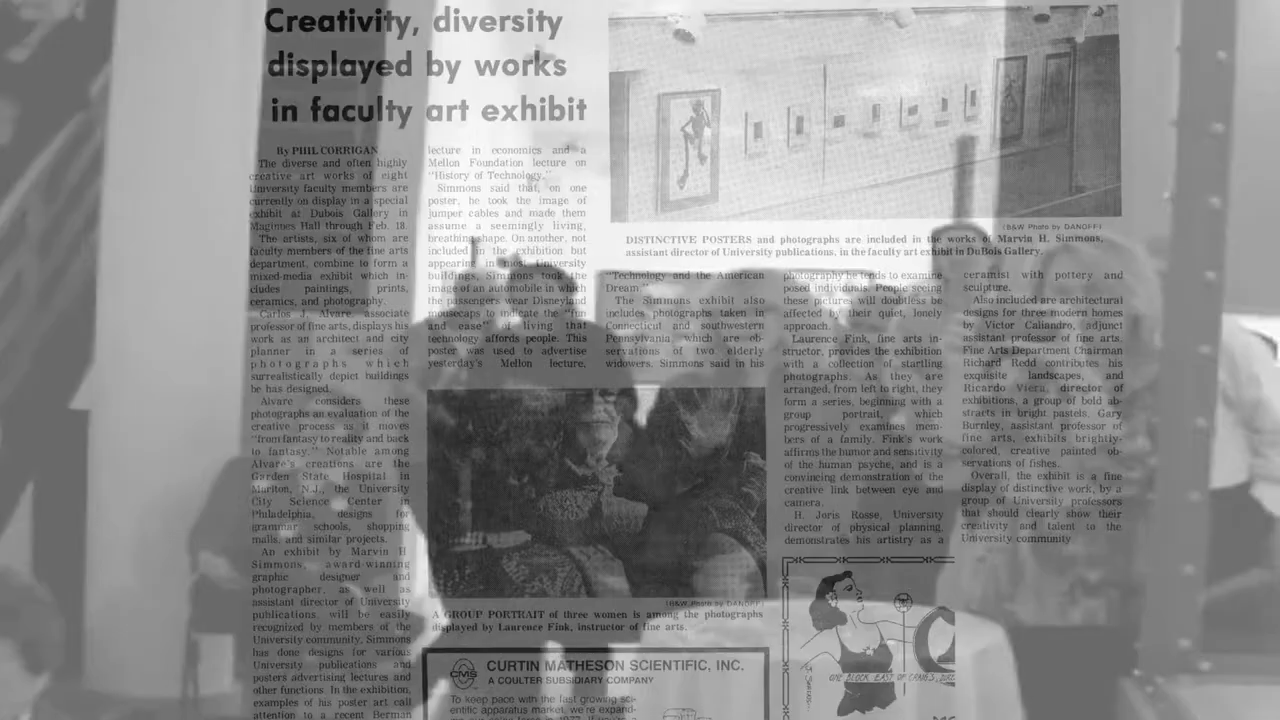 Creativity, diversity
displayed by works
in faculty art exhibit
By PHIL CORRIGAN
The diverse and often highly
creative art works of eight
University faculty members are
currently on display in a special
exhibit at Dubois Gallery in
Maginnes Hall through Feb. 18.
The artists, six of whom are
faculty members of the fine arts
department, combine to form a
mixed-media exhibit which in-
cludes paintings, prints,
ceramics, and photography.
Carlos J. Alvare, associate
professor of fine arts, displays his
work as an architect and city
planner in a series of
photographs which
surrealistically depict buildings
he has designed.
Alvare considers these
photographs an evaluation of the
creative process as it moves
"from fantasy to reality and back
to fantasy." Notable among
Alvare's creations are the
Garden State Hospital in
Marlton, N.J., the University
City Science Center in
Philadelphia, designs for
grammar schools, shopping
malls, and similar projects.
An exhibit by Marvin H
Simmons, award-winning
graphic designer and
photographer, as well as
assistant director of University
publications, will be easily
recognized by members of the
University community. Simmons
has done designs for various
University publications and
posters advertising lectures and
other functions. In the exhibition,
examples of his poster art call
attention to a recent Berman
lecture in economics and a
Mellon Foundation lecture on
"History of Technology."
Simmons said that, on one
poster, he took the image of
jumper cables and made them
assume a seemingly living,
breathing shape. On another, not
included in the exhibition but
appearing in most University
buildings, Simmons took the
image of an automobile in which
the passengers wear Disneyland
mousecaps to indicate the "fun
and ease" of living that
technology affords people. This
poster was used to advertise
yesterday's Mellon lecture,
(B&W Photo by DANOFF)
DISTINCTIVE POSTERS and photographs are included in the works of Marvin H. Simmons,
assistant director of University publications, in the faculty art exhibit in DuBois Gallery.
"Technology and the American
Dream."
The Simmons exhibit also
includes photographs taken in
Connecticut and southwestern
Pennsylvania, which are ob-
servations of two elderly
widowers. Simmons said in his
photography he tends to examine
posed individuals. People seeing
these pictures will doubtless be
affected by their quiet, lonely
approach.
Laurence Fink, fine arts in-
structor, provides the exhibition
with a collection of startling
photographs. As they are
arranged, from left to right, they
form a series, beginning with a
group portrait, which
progressively examines mem-
bers of a family. Fink's work
affirms the humor and sensitivity
of the human psyche, and is a
convincing demonstration of the
creative link between eye and
camera.
H. Joris Rosse, University
director of physical planning,
demonstrates his artistry as a
ceramist with pottery and
sculpture.
Also included are architectural
designs for three modern homes
by Victor Caliandro, adjunct
assistant professor of fine arts.
Fine Arts Department Chairman
Richard Redd contributes his
exquisite landscapes, and
Ricardo Viera, director of
exhibitions, a group of bold ab-
stracts in bright pastels. Gary
Burnley, assistant professor of
fine arts, exhibits brightly-
colored, creative painted ob-
servations of fishes.
Overall, the exhibit is a fine
display of distinctive work, by a
group of University professors
that should clearly show their
creativity and talent to the
University community
(B&W Photo by DANOFF)
A GROUP PORTRAIT of three women is among the photographs
displayed by Laurence Fink, instructor of fine arts.
CMS
CURTIN MATHESON SCIENTIFIC, INC.
A COULTER SUBSIDIARY COMPANY
To keep pace with the fast growing sci-
entific apparatus market, we're expand-
ONE BLOCK EAST OF